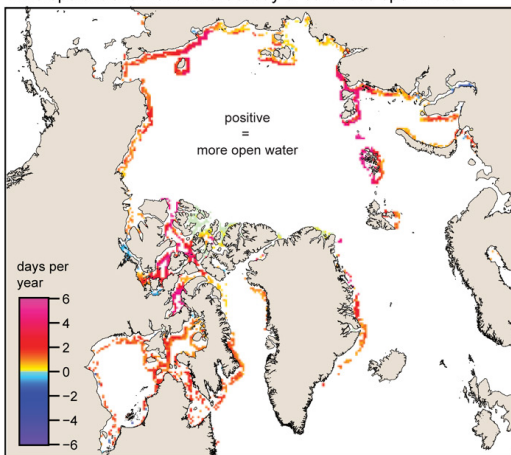 positive
=
more open water
days per
year
6
4
2
0
−2
−4
−6